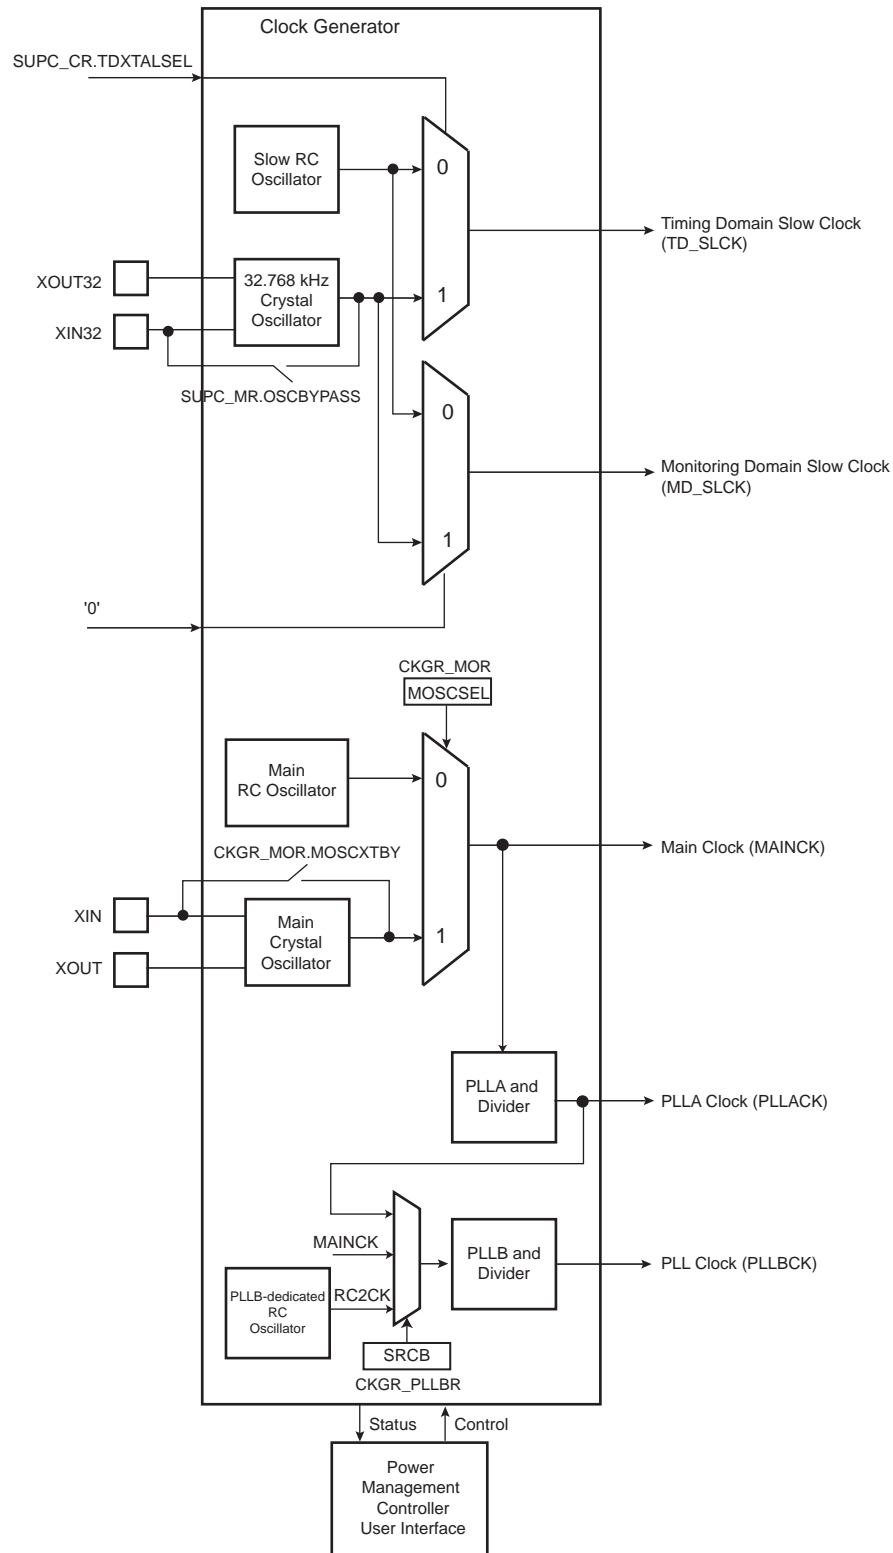 Clock Generator
SUPC_CR.TDXTALSEL
Slow RC
Oscillator
0
Timing Domain Slow Clock
(TD_SLCK)
XOUT32
32.768 kHz
Crystal
Oscillator
1
XIN32
SUPC_MR.OSCBYPASS
0
Monitoring Domain Slow Clock
(MD_SLCK)
1
'0'
CKGR_MOR
MOSCSEL
Main
RC Oscillator
0
CKGR_MOR.MOSCXTBY
Main Clock (MAINCK)
XIN
Main
Crystal
Oscillator
1
XOUT
PLLA and
Divider
PLLA Clock (PLLACK)
MAINCK
PLLB and
Divider
PLL Clock (PLLBCK)
PLLB-dedicated
RC
Oscillator
RC2CK
SRCB
CKGR_PLLBR
Status
Control
Power
Management
Controller
User Interface